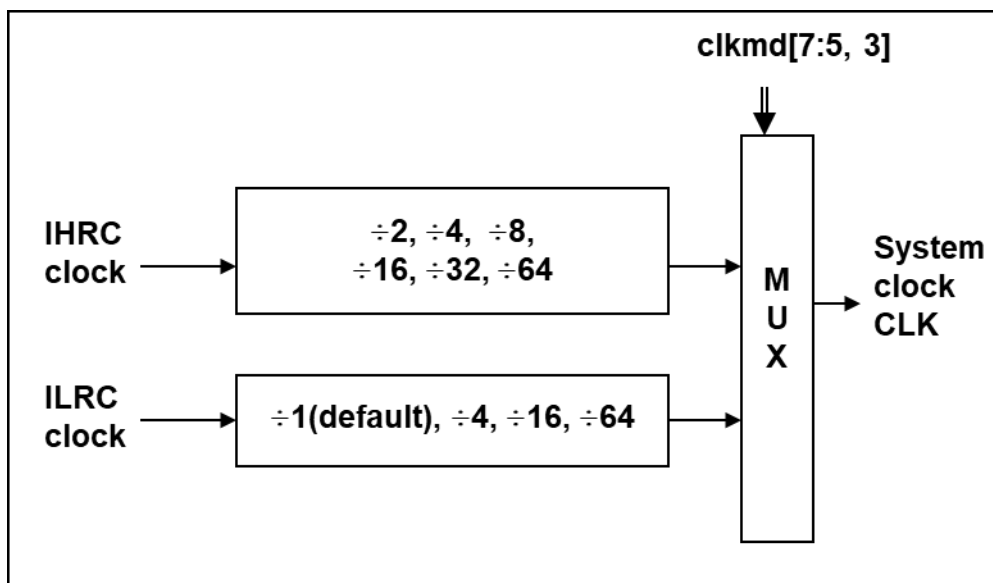 clkmd[7:5, 3]
IHRC
clock
÷2, ÷4, ÷8,
÷16, ÷32, ÷64
M
U
X
System
clock
CLK
ILRC
clock
÷1(default), ÷4, ÷16, ÷64